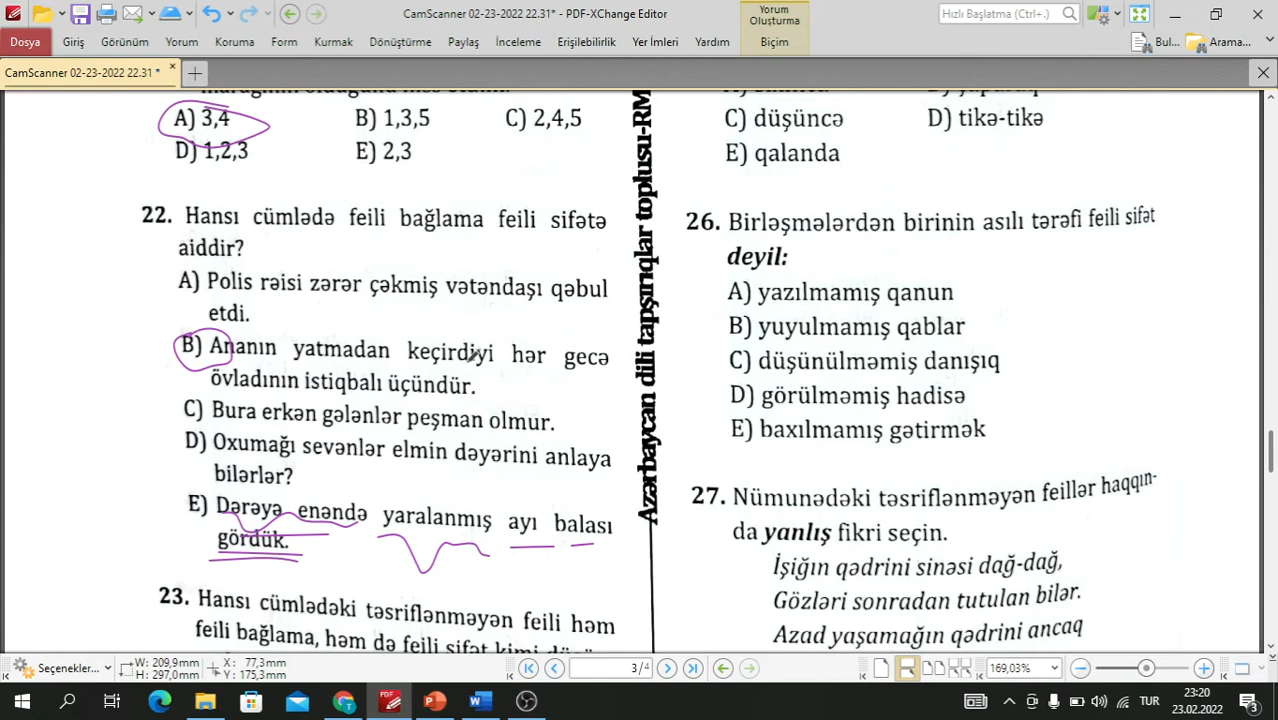 CamScanner 02-23-2022 22.31* • PDF-XChange Editor
Yorum Oluşturma
Hızlı Başlatma (Ctrl+.)
Dosya Giriş Görünüm Yorum Koruma Form Kırmak Dönüştürme Paylaş İnceleme Erişilebilirlik Yer İmleri Yardım Biçim
Bul... Arama...
CamScanner 02-23-2022 22.31 *
A) 3,4 B) 1,3,5 C) 2,4,5
D) 1,2,3 E) 2,3
22. Hansı cümlədə feili bağlama feili sifətə
aiddir?
A) Polis rəisi zərər çəkmiş vətəndaşı qəbul
etdi.
B) Ananın yatmadan keçirdiyi hər gecə
övladının istiqbalı üçündür.
C) Bura erkən gələnlər peşman olmur.
D) Oxumağı sevənlər elmin dəyərini anlaya
bilərlər?
E) Dərəyə enəndə yaralanmış ayı balası
gördük.
23. Hansı cümlədəki təsriflənməyən feili həm
feili bağlama, həm də feili sifət kimi
Azərbaycan dili tapşırıqlar toplusu-RM
C) düşüncə D) tikə-tikə
E) qalanda
26. Birləşmələrdən birinin asılı tərəfi feili sifət
deyil:
A) yazılmamış qanun
B) yuyulmamış qablar
C) düşünülməmiş danışıq
D) görülməmiş hadisə
E) baxılmamış gətirmək
27. Nümunədəki təsriflənməyən feillər haqqın-
da yanlış fikri seçin.
İşığın qədrini sinəsi dağ-dağ,
Gözləri sonradan tutulan bilər.
Azad yaşamağın qədrini ancaq
Seçenekler... W: 209,9mm H: 297,0mm X: 77,3mm Y: 175,3mm 3/4 169,03%
TUR 23:20 23.02.2022 3